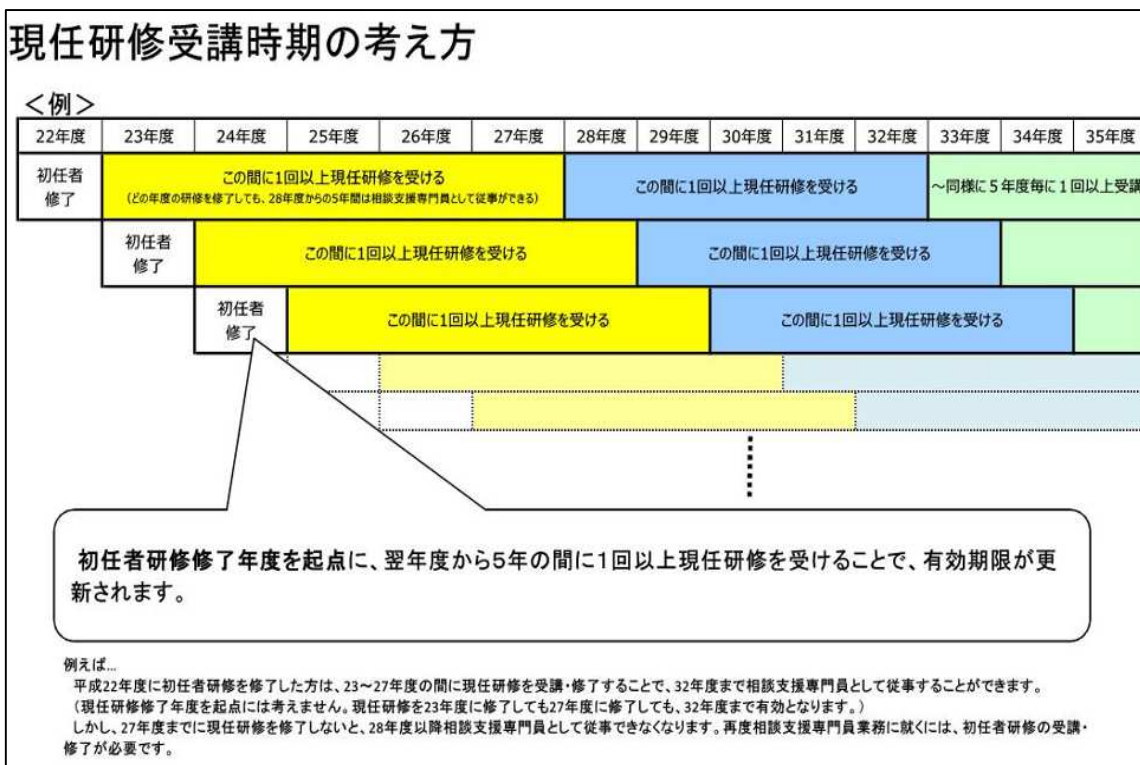 現任研修受講時期の考え方
＜例＞
22年度 23年度 24年度 25年度 26年度 27年度 28年度 29年度 30年度 31年度 32年度 33年度 34年度 35年度
初任者
修了
この間に1回以上現任研修を受ける
(どの年度の研修を修了しても、28年度からの5年間は相談支援専門員として従事ができる)
この間に1回以上現任研修を受ける
～同様に5年度毎に1回以上受講
初任者
修了
この間に1回以上現任研修を受ける
この間に1回以上現任研修を受ける
初任者
修了
この間に1回以上現任研修を受ける
この間に1回以上現任研修を受ける
初任者研修修了年度を起点に、翌年度から5年の間に1回以上現任研修を受けることで、有効期限が更
新されます。
例えば…
平成22年度に初任者研修を修了した方は、23～27年度の間に現任研修を受講・修了することで、32年度まで相談支援専門員として従事することができます。
（現任研修修了年度を起点には考えません。現任研修を23年度に修了しても27年度に修了しても、32年度まで有効となります。）
しかし、27年度までに現任研修を修了しないと、28年度以降相談支援専門員として従事できなくなります。再度相談支援専門員業務に就くには、初任者研修の受講・
修了が必要です。